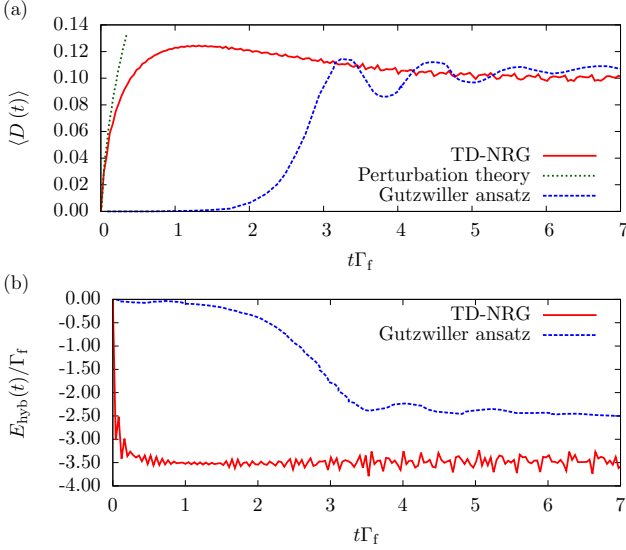 (a)
0.14
0.12
0.10
0.08
0.06
0.04
0.02
0.00
⟨D (t)⟩
TD-NRG
Perturbation theory
Gutzwiller ansatz
0 1 2 3 4 5 6 7
tΓf
(b)
0.00
-0.50
-1.00
-1.50
-2.00
-2.50
-3.00
-3.50
-4.00
Ehyb(t)/Γf
TD-NRG
Gutzwiller ansatz
0 1 2 3 4 5 6 7
tΓf